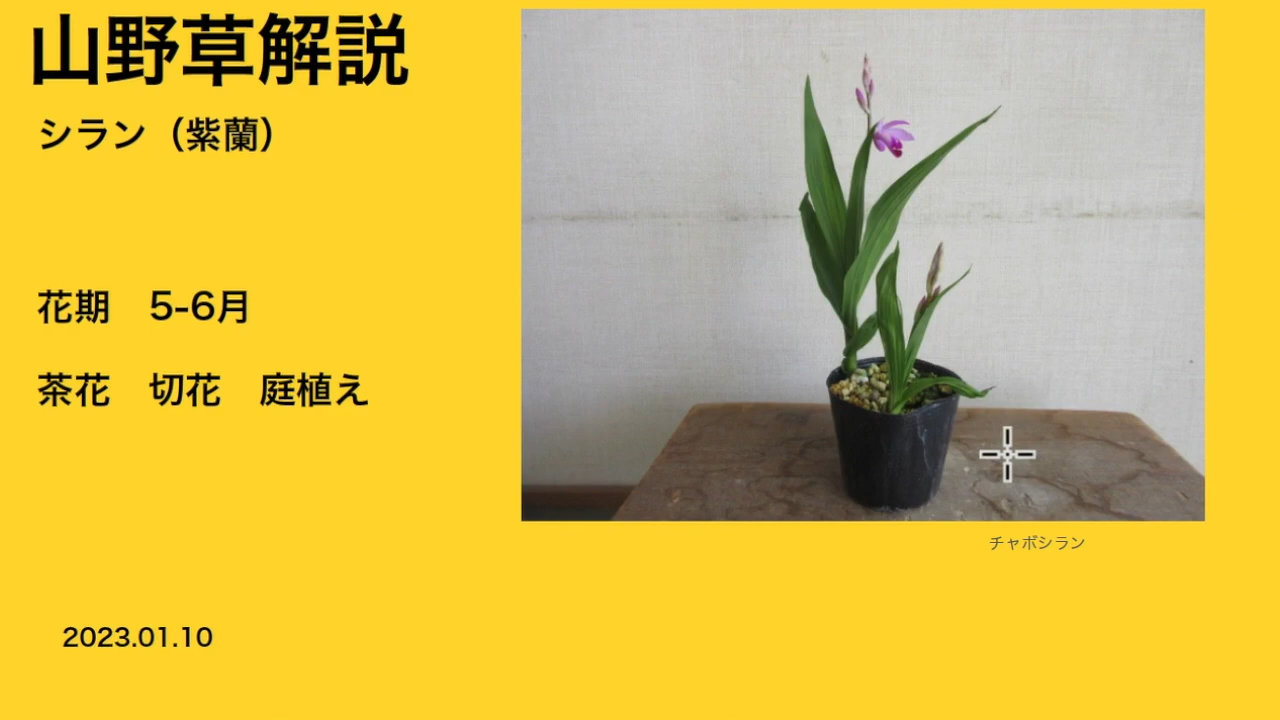 山野草解説
シラン（紫蘭）
花期　5-6月
茶花　切花　庭植え
チャボシラン
2023.01.10